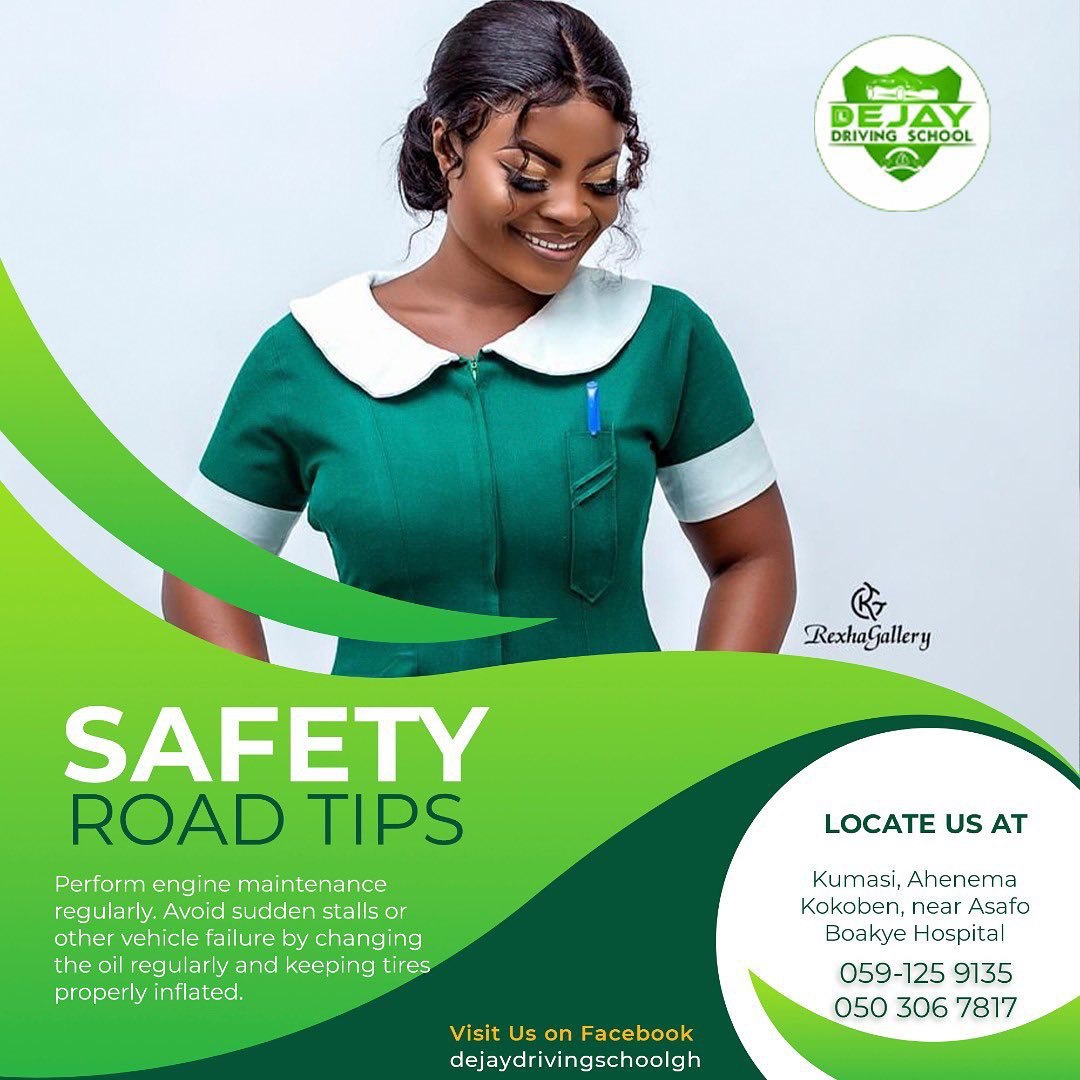 DEJAY
DRIVING SCHOOL
RexhaGallery
SAFETY
ROAD TIPS
Perform engine maintenance
regularly. Avoid sudden stalls or
other vehicle failure by changing
the oil regularly and keeping tires
properly inflated.
LOCATE US AT
Kumasi, Ahenema
Kokoben, near Asafo
Boakye Hospital
059-125 9135
050 306 7817
Visit Us on Facebook
dejaydrivingschoolgh